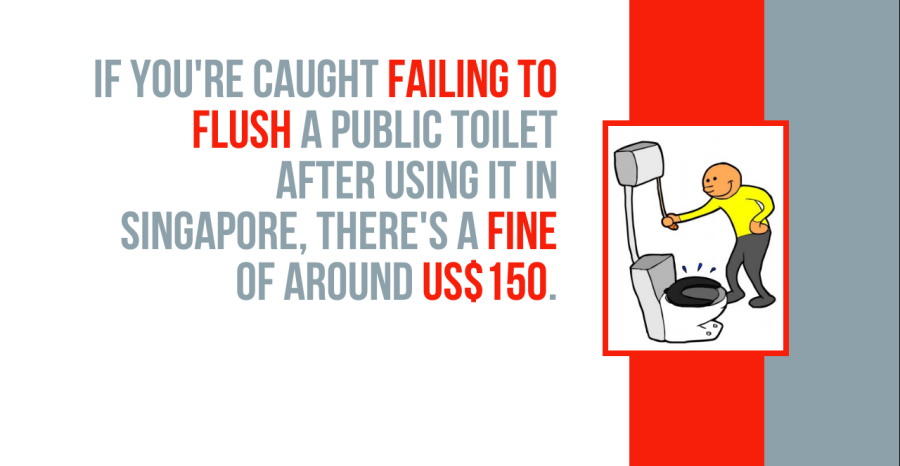 IF YOU'RE CAUGHT FAILING TO
FLUSH A PUBLIC TOILET
AFTER USING IT IN
SINGAPORE, THERE'S A FINE
OF AROUND US$150.